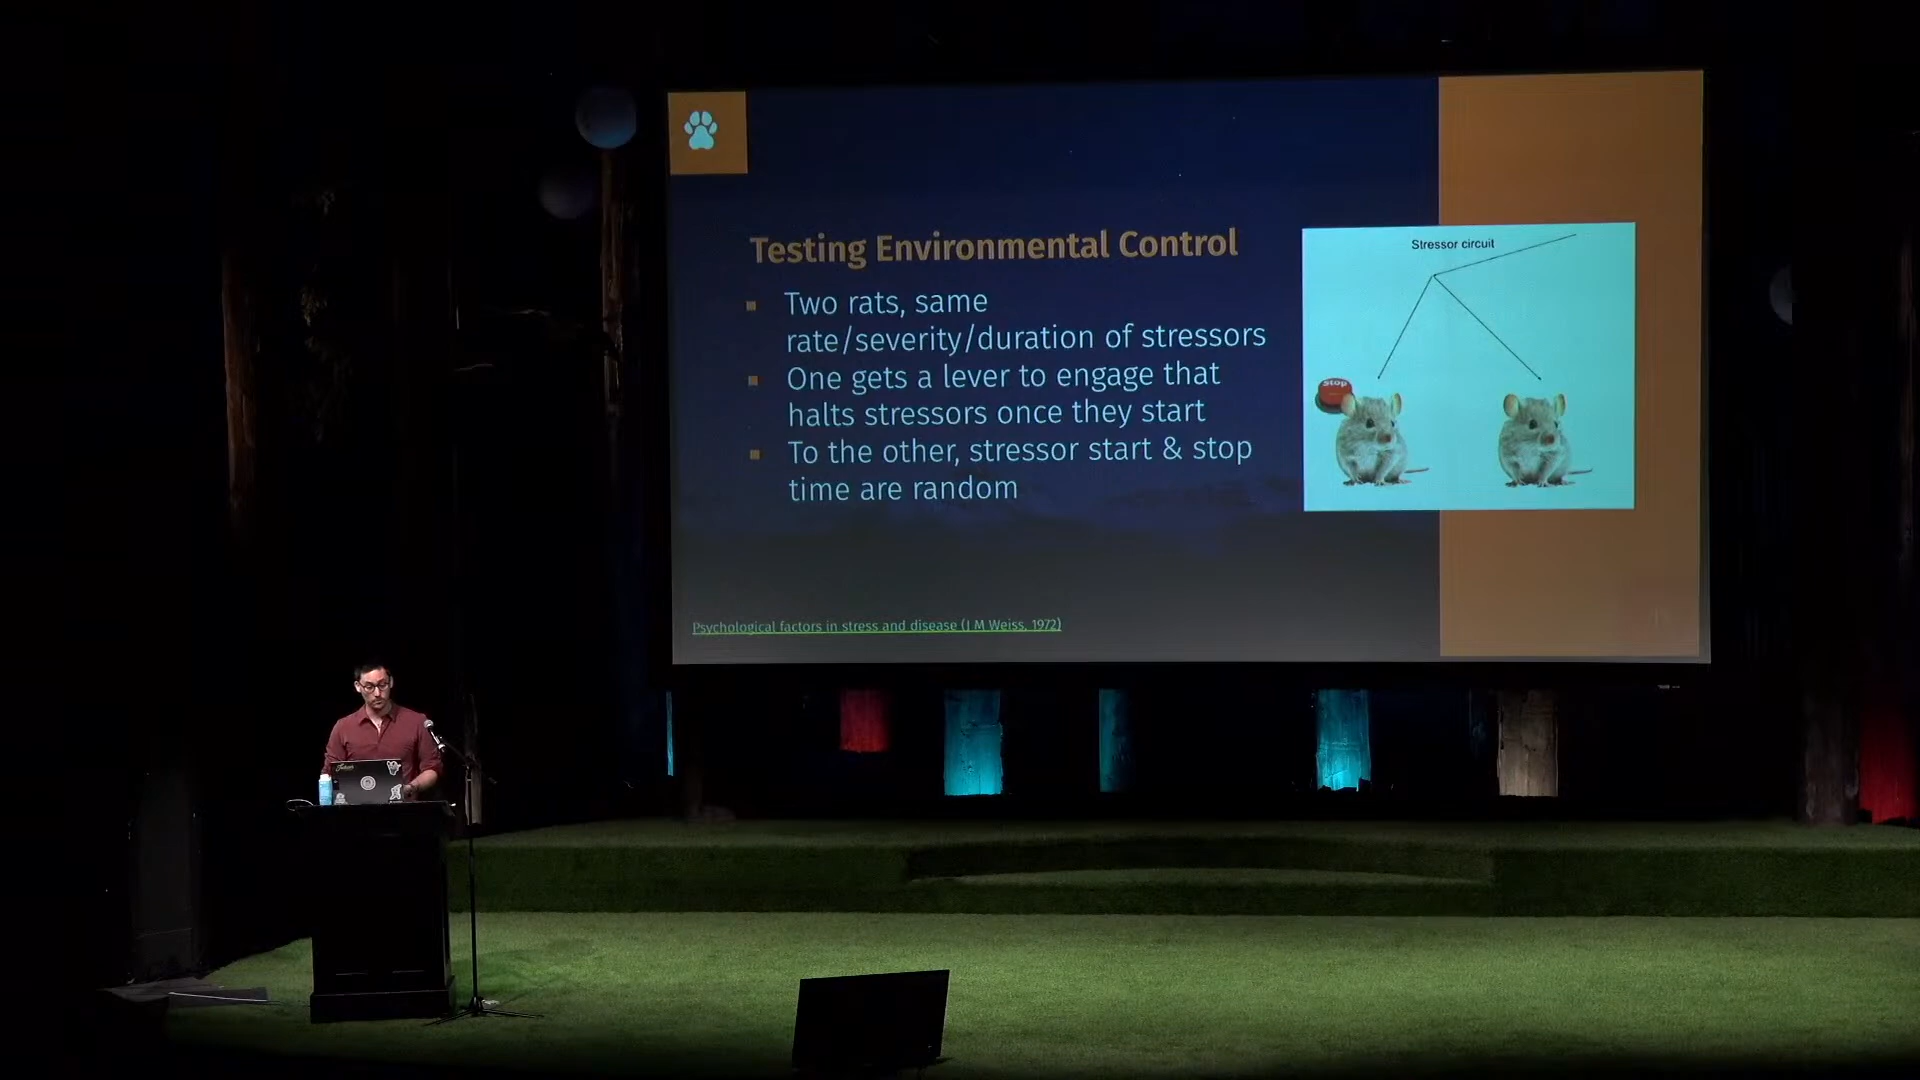 Testing Environmental Control
Two rats, same
rate/severity/duration of stressors
One gets a lever to engage that
halts stressors once they start
To the other, stressor start & stop
time are random
Stressor circuit
Stop
Psychological factors in stress and disease (J M Weiss, 1972)